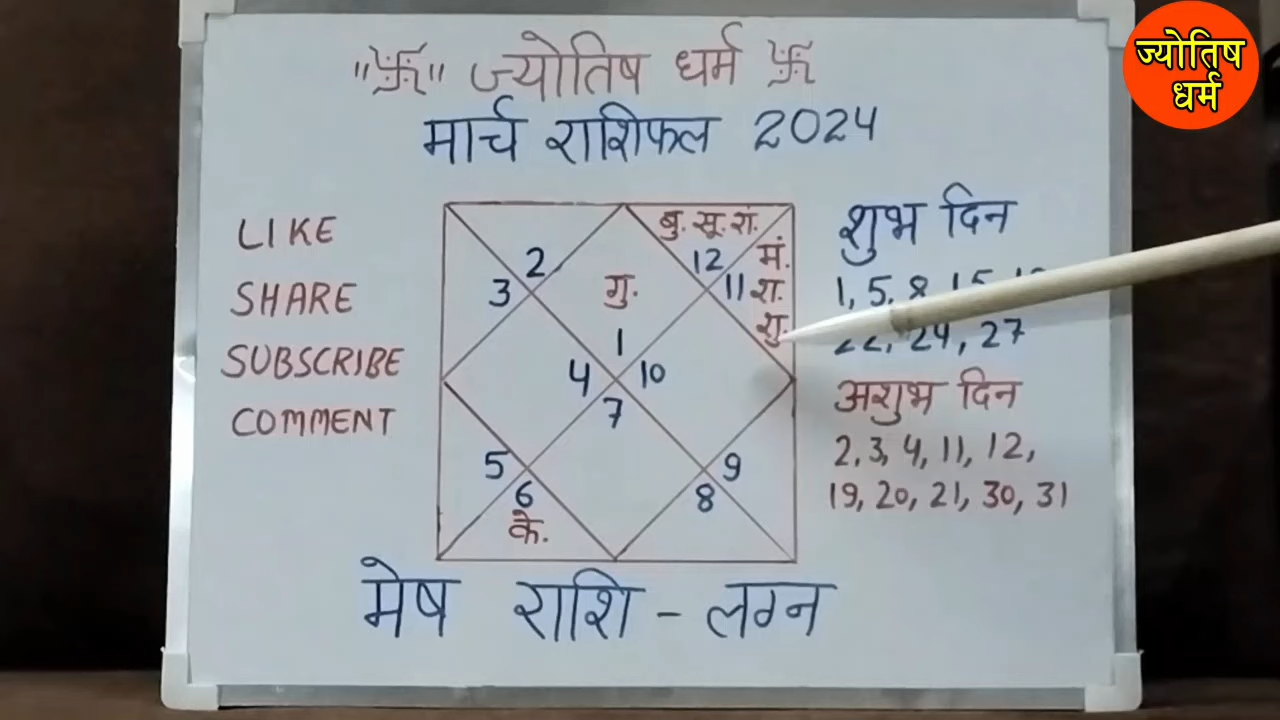 ज्योतिष
धर्म
"卐" ज्योतिष धर्म 卐
मार्च राशिफल 2024
LIKE
SHARE
SUBSCRIBE
COMMENT
बु. सू. रा.
12
मं.
11 श.
शु.
2
3
गु.
1
4
10
7
5
6
के.
9
8
शुभ दिन
1, 5, 8, 15,
22, 24, 27
अशुभ दिन
2, 3, 4, 11, 12,
19, 20, 21, 30, 31
मेष राशि - लग्न